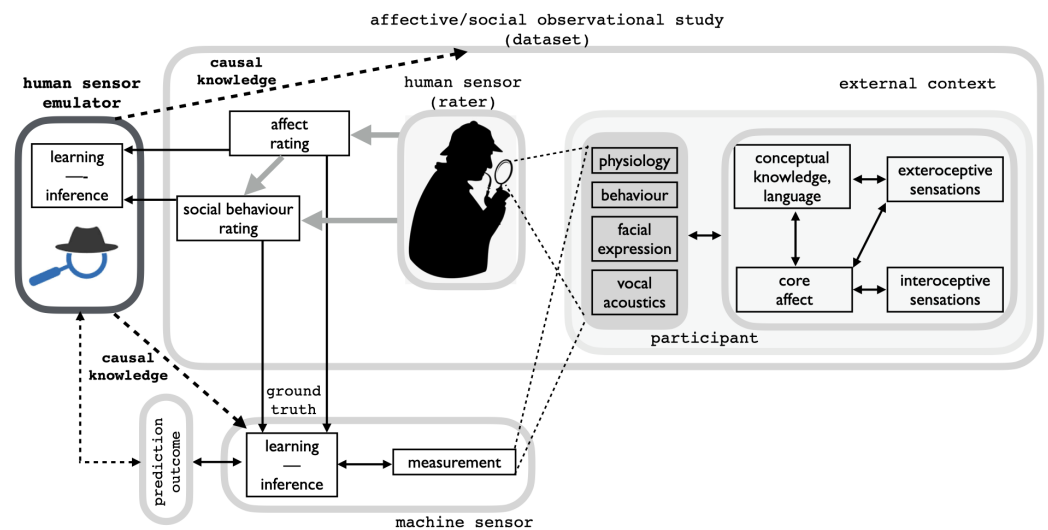 affective/social observational study
(dataset)
human sensor
emulator
learning
—-
inference
causal
knowledge
affect
rating
social behaviour
rating
human sensor
(rater)
external context
physiology
behaviour
facial
expression
vocal
acoustics
conceptual
knowledge,
language
exteroceptive
sensations
core
affect
interoceptive
sensations
participant
causal
knowledge
ground
truth
prediction
outcome
learning
—
inference
measurement
machine sensor